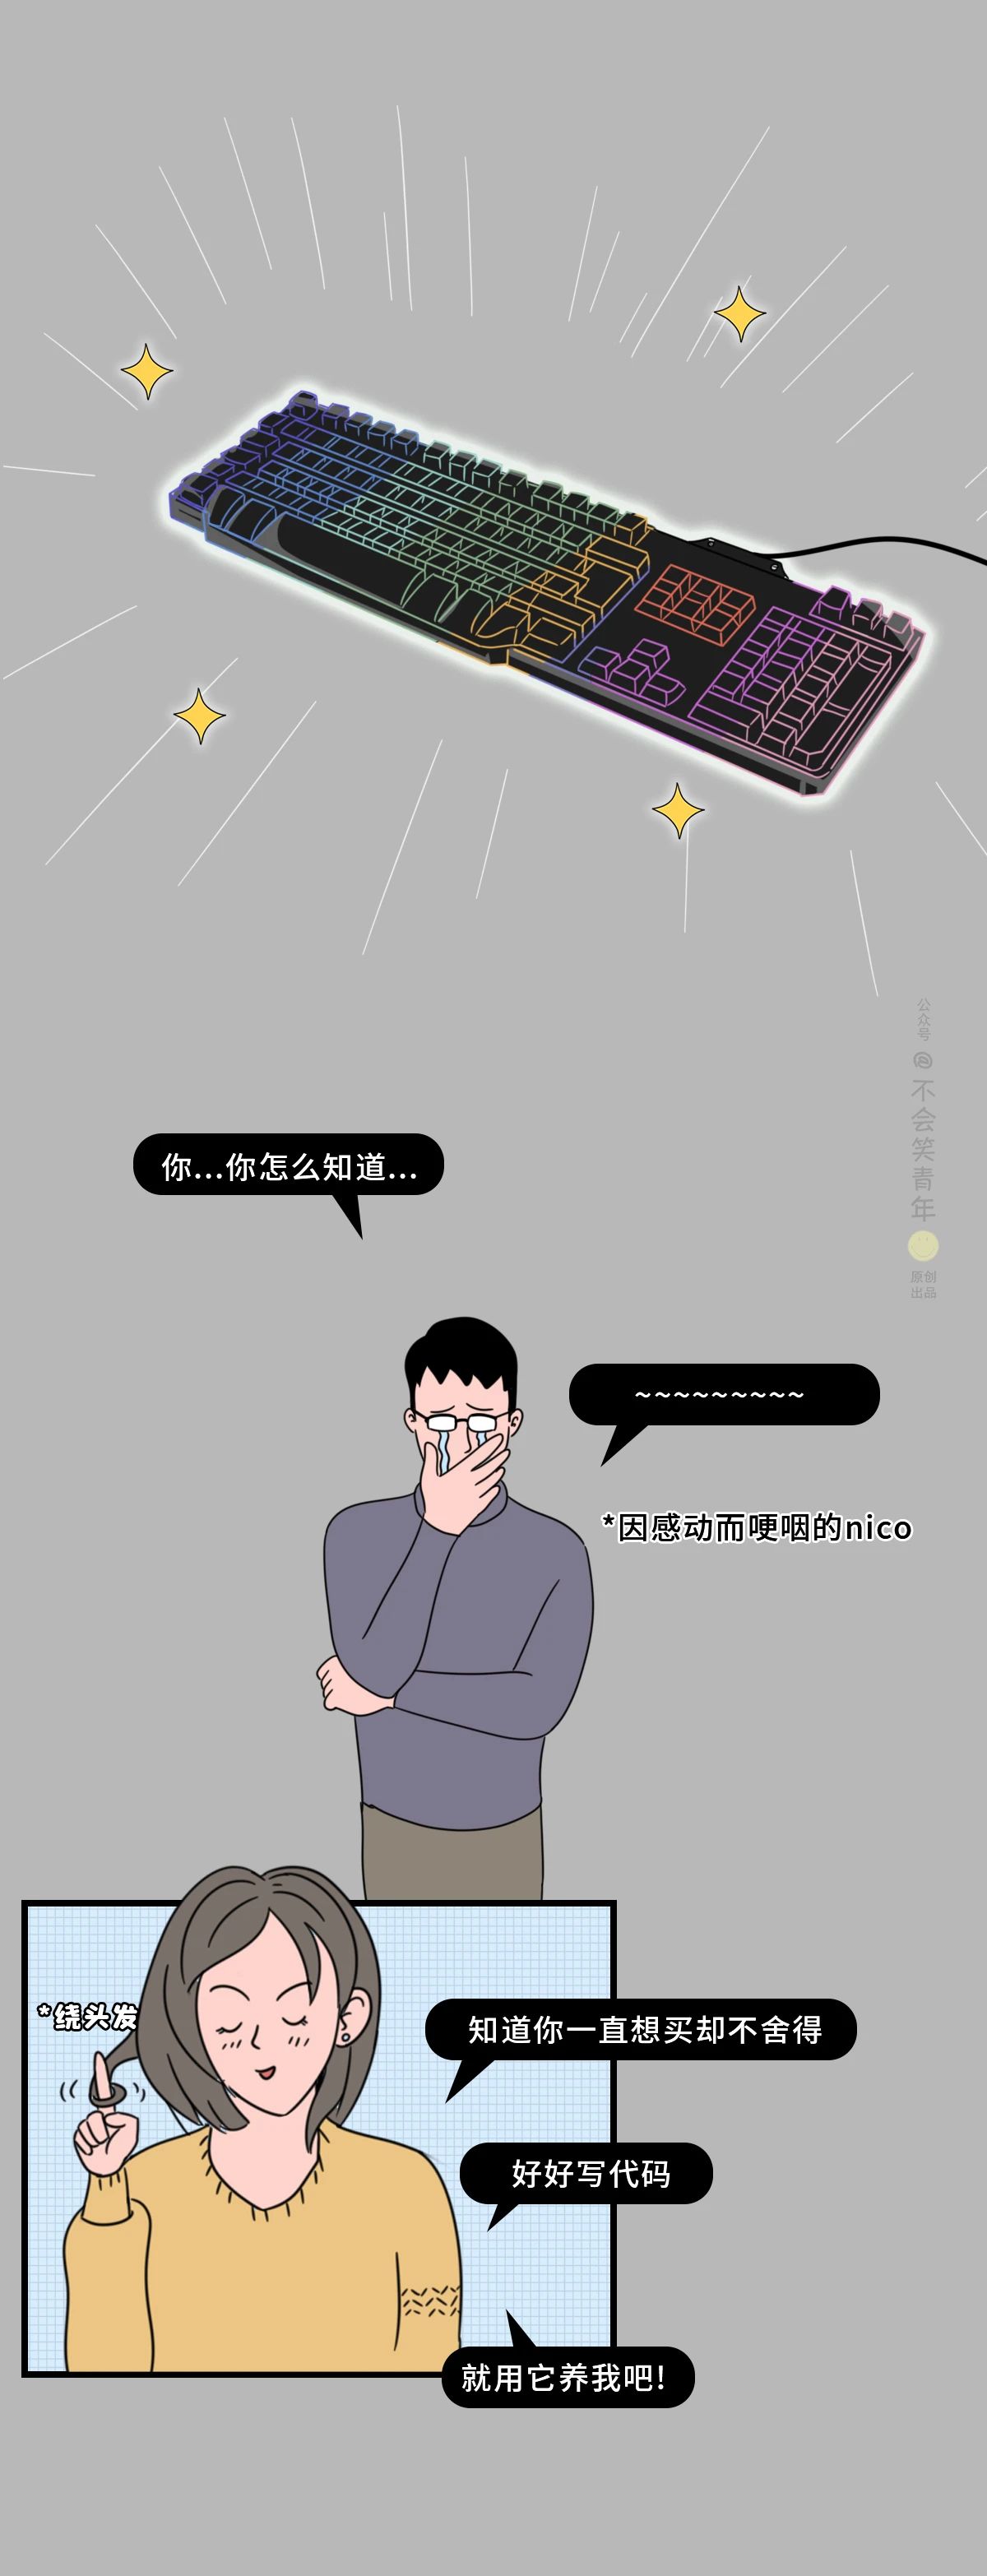 公众号
@不会笑青年
原创
出品
你...你怎么知道...
~~~~~~~~~
*因感动而哽咽的nico
*绕头发
知道你一直想买却不舍得
好好写代码
就用它养我吧!